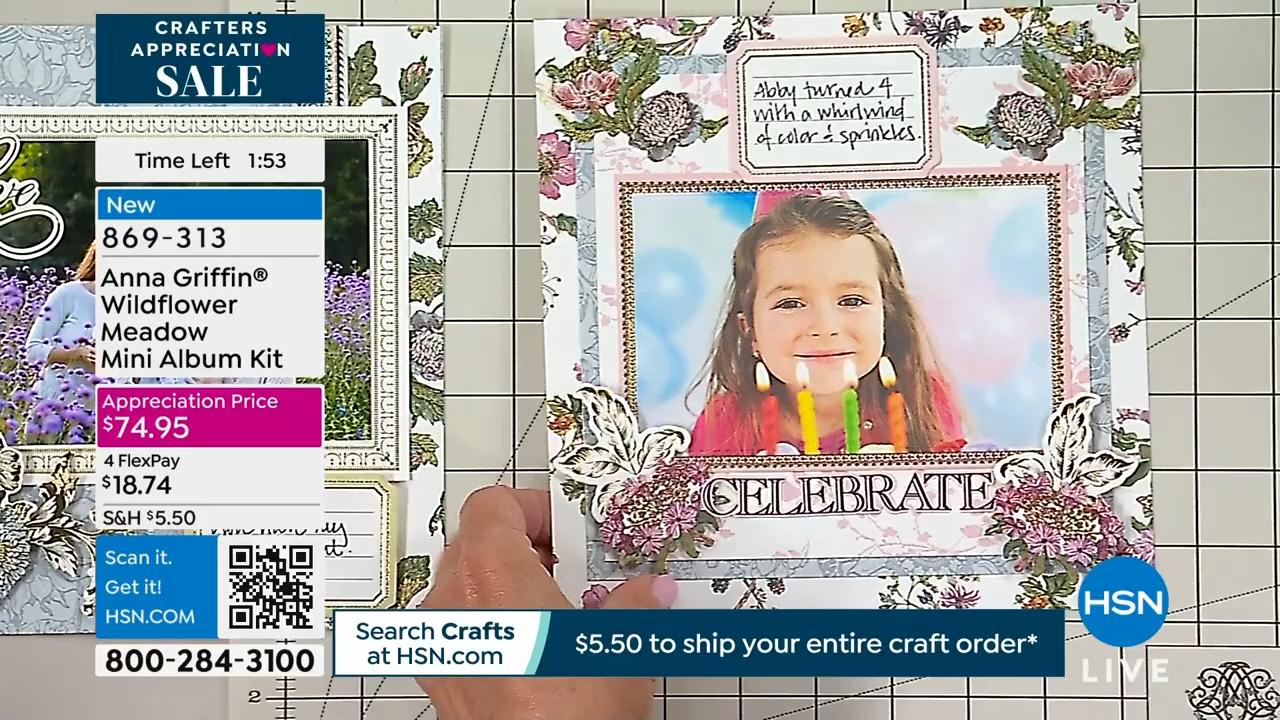 CRAFTERS
APPRECIATION
SALE
Time Left 1:53
New
869-313
Anna Griffin®
Wildflower
Meadow
Mini Album Kit
Appreciation Price
$74.95
4 FlexPay
$18.74
S&H $5.50
Scan it.
Get it!
HSN.COM
800-284-3100
Abby turned 4
with a whirlwind
of color & sprinkles.
CELEBRATE
Search Crafts
at HSN.com
$5.50 to ship your entire craft order*
HSN
LIVE
2